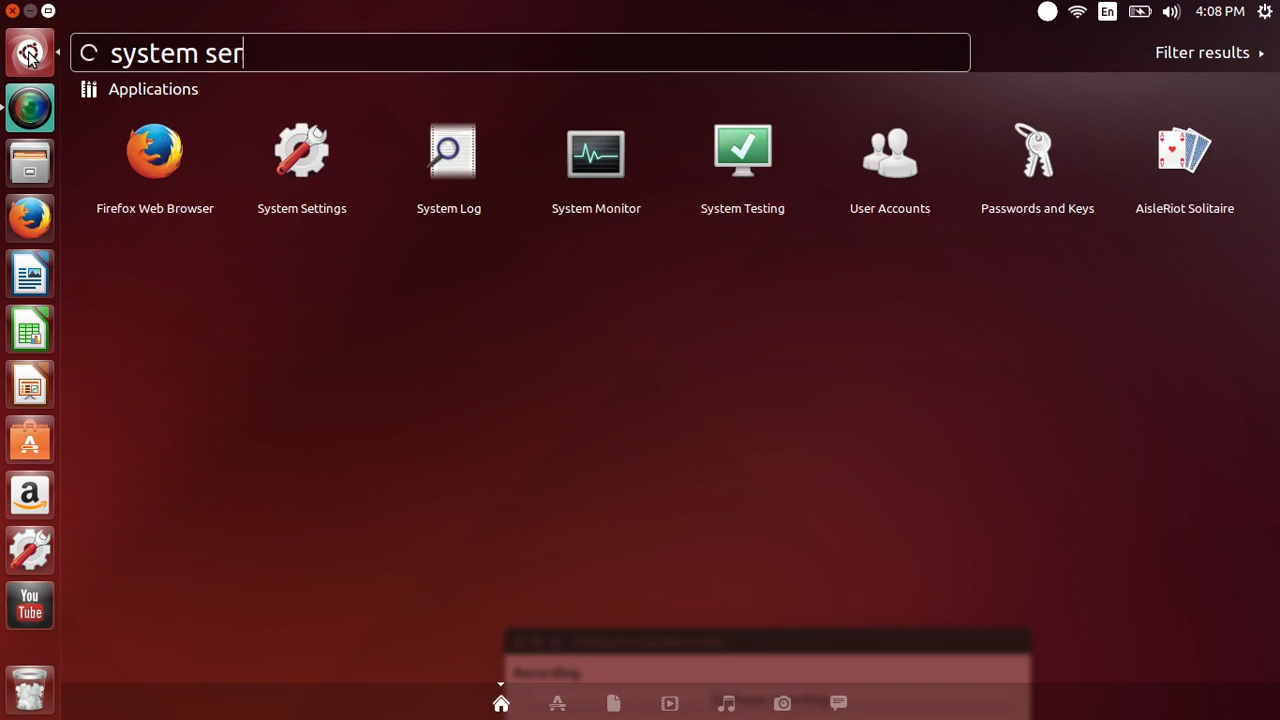 En
4:08 PM
system ser
Filter results
Applications
Firefox Web Browser
System Settings
System Log
System Monitor
System Testing
User Accounts
Passwords and Keys
AisleRiot Solitaire
a
You
Tube
Recording